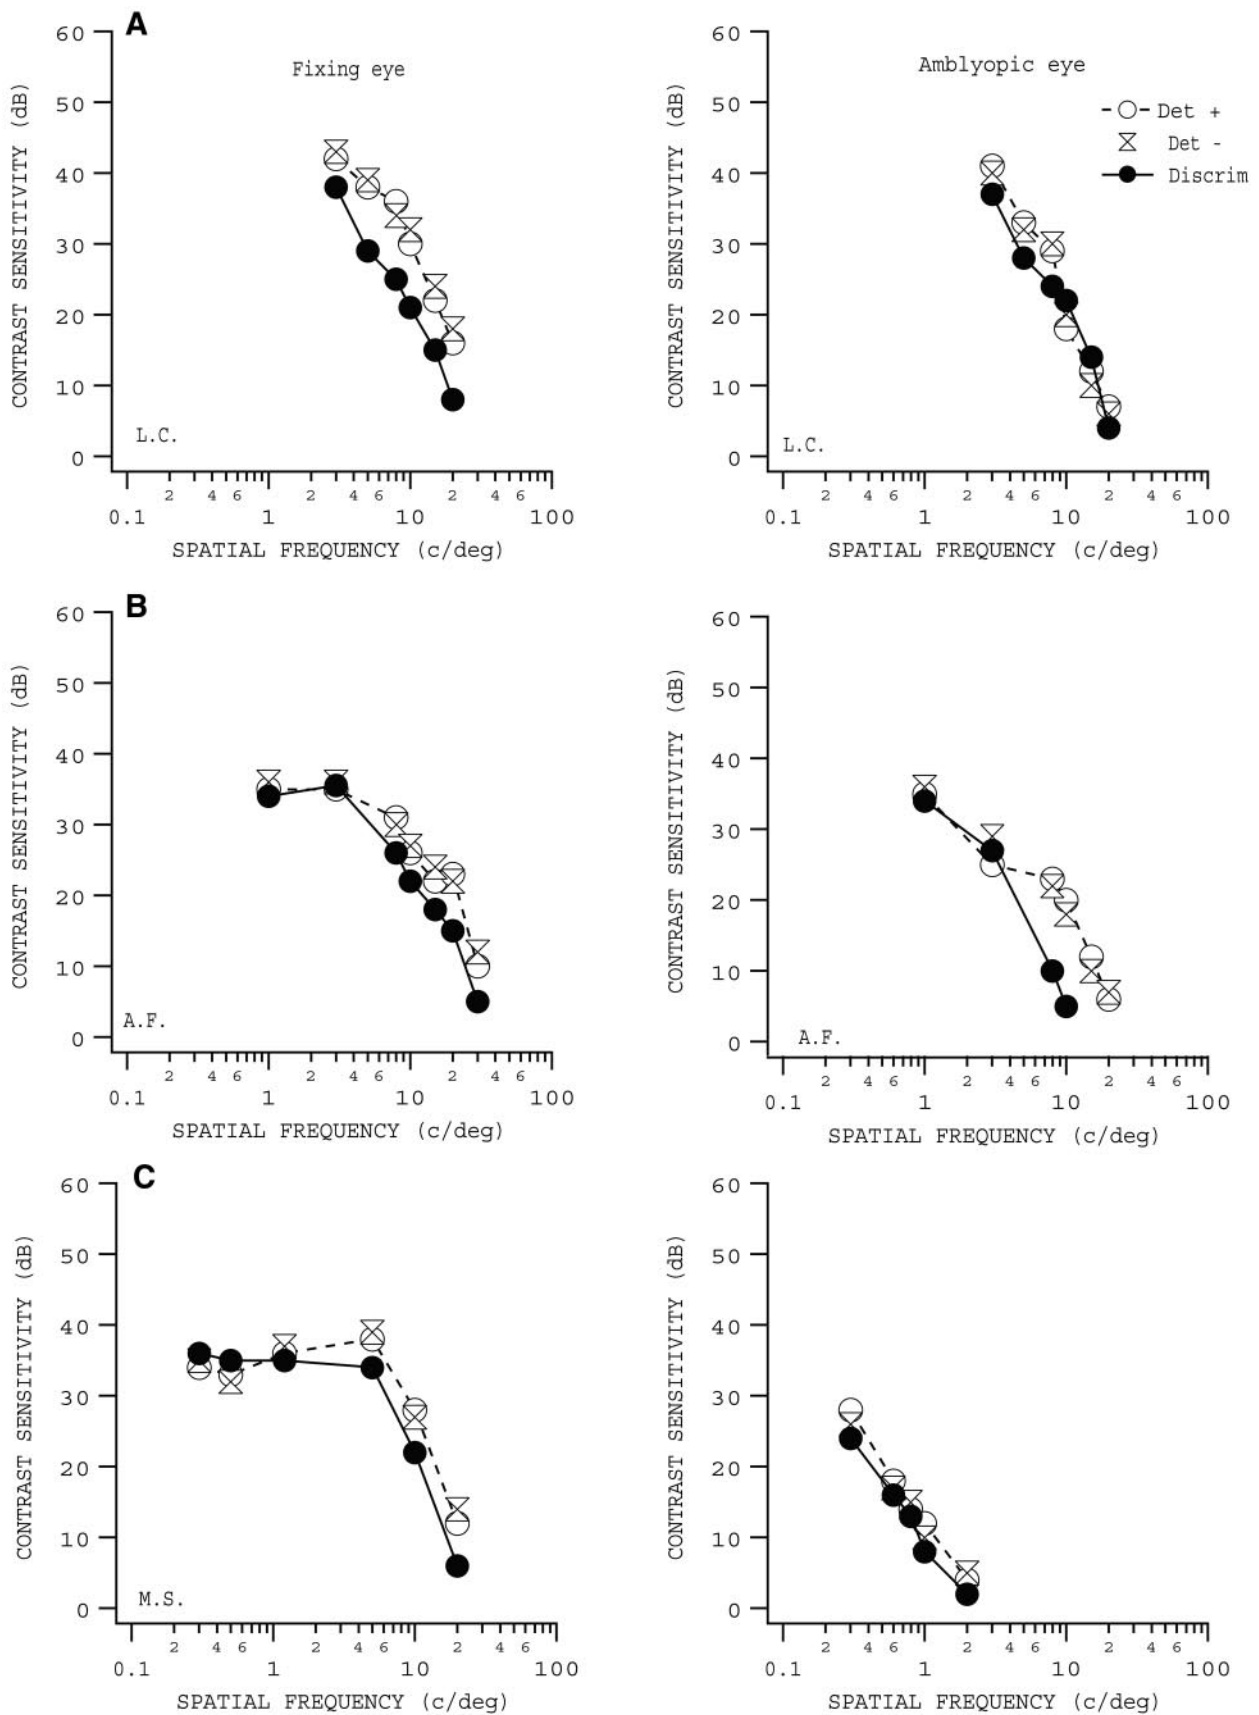 A
Fixing eye
60
50
40
30
20
10
0
CONTRAST SENSITIVITY (dB)
L.C.
2 4 6 2 4 6 2 4 6
0.1 1 10 100
SPATIAL FREQUENCY (c/deg)
Amblyopic eye
Det +
Det -
Discrim
60
50
40
30
20
10
0
CONTRAST SENSITIVITY (dB)
L.C.
2 4 6 2 4 6 2 4 6
0.1 1 10 100
SPATIAL FREQUENCY (c/deg)
B
60
50
40
30
20
10
0
CONTRAST SENSITIVITY (dB)
A.F.
2 4 6 2 4 6 2 4 6
0.1 1 10 100
SPATIAL FREQUENCY (c/deg)
60
50
40
30
20
10
0
CONTRAST SENSITIVITY (dB)
A.F.
2 4 6 2 4 6 2 4 6
0.1 1 10 100
SPATIAL FREQUENCY (c/deg)
C
60
50
40
30
20
10
0
CONTRAST SENSITIVITY (dB)
M.S.
2 4 6 2 4 6 2 4 6
0.1 1 10 100
SPATIAL FREQUENCY (c/deg)
60
50
40
30
20
10
0
CONTRAST SENSITIVITY (dB)
2 4 6 2 4 6 2 4 6
0.1 1 10 100
SPATIAL FREQUENCY (c/deg)